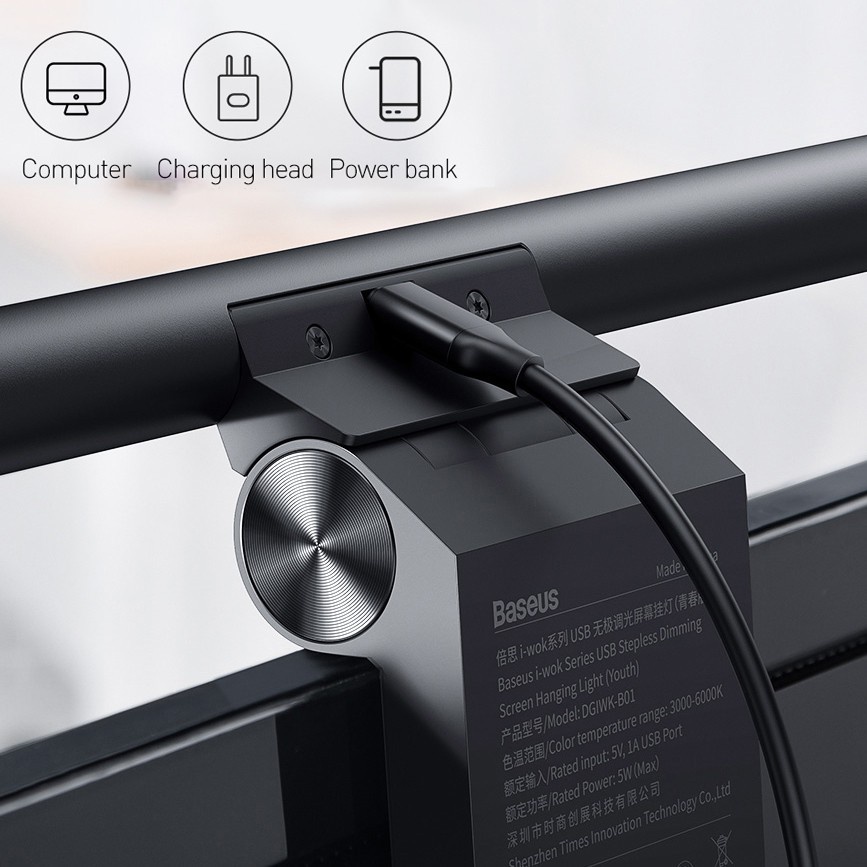 Computer
Charging head
Power bank
Made
Baseus
倍思 i-wok系列 USB 无极调光屏幕挂灯(青春
Baseus i-wok Series USB Stepless Dimming
Screen Hanging Light (Youth)
产品型号/Model: DGIWK-B01
色温范围/Color temperature range: 3000-6000K
额定输入/Rated input: 5V, 1A USB Port
额定功率/Rated Power: 5W(Max)
深圳市时商创展科技有限公司
Shenzhen Times Innovation Technology Co.,Ltd